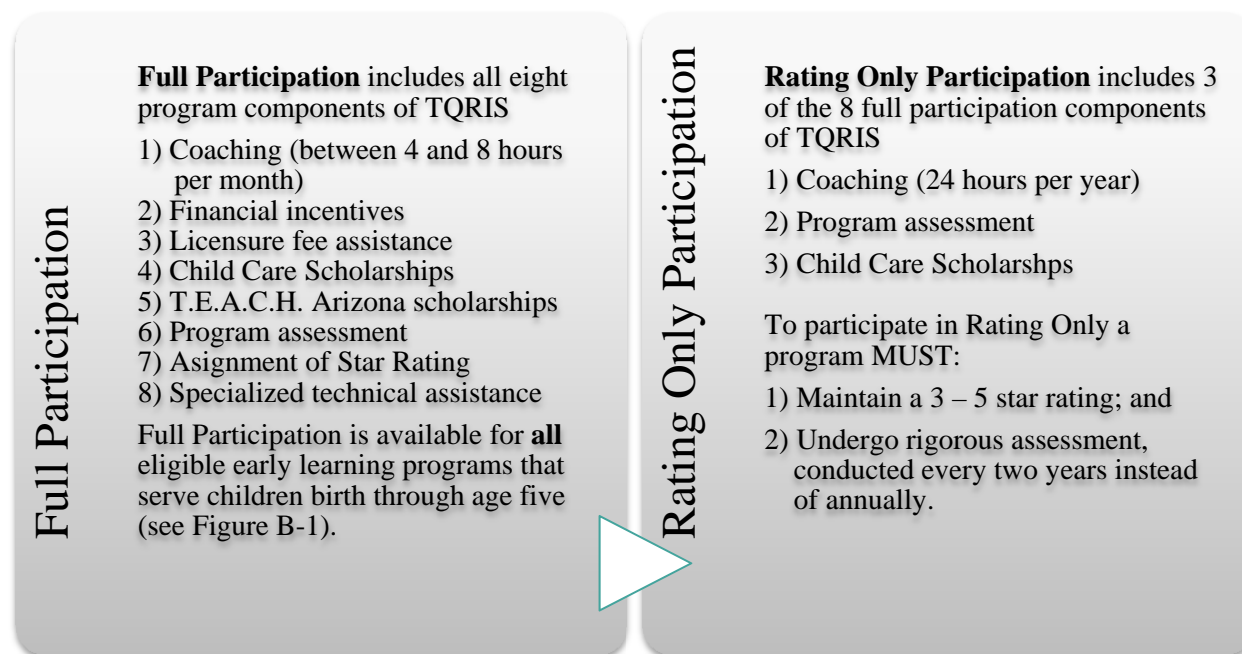 Full Participation
Full Participation includes all eight
program components of TQRIS
1) Coaching (between 4 and 8 hours
per month)
2) Financial incentives
3) Licensure fee assistance
4) Child Care Scholarships
5) T.E.A.C.H. Arizona scholarships
6) Program assessment
7) Asignment of Star Rating
8) Specialized technical assistance
Full Participation is available for all
eligible early learning programs that
serve children birth through age five
(see Figure B-1).
Rating Only Participation
Rating Only Participation includes 3
of the 8 full participation components
of TQRIS
1) Coaching (24 hours per year)
2) Program assessment
3) Child Care Scholarshps
To participate in Rating Only a
program MUST:
1) Maintain a 3 – 5 star rating; and
2) Undergo rigorous assessment,
conducted every two years instead
of annually.